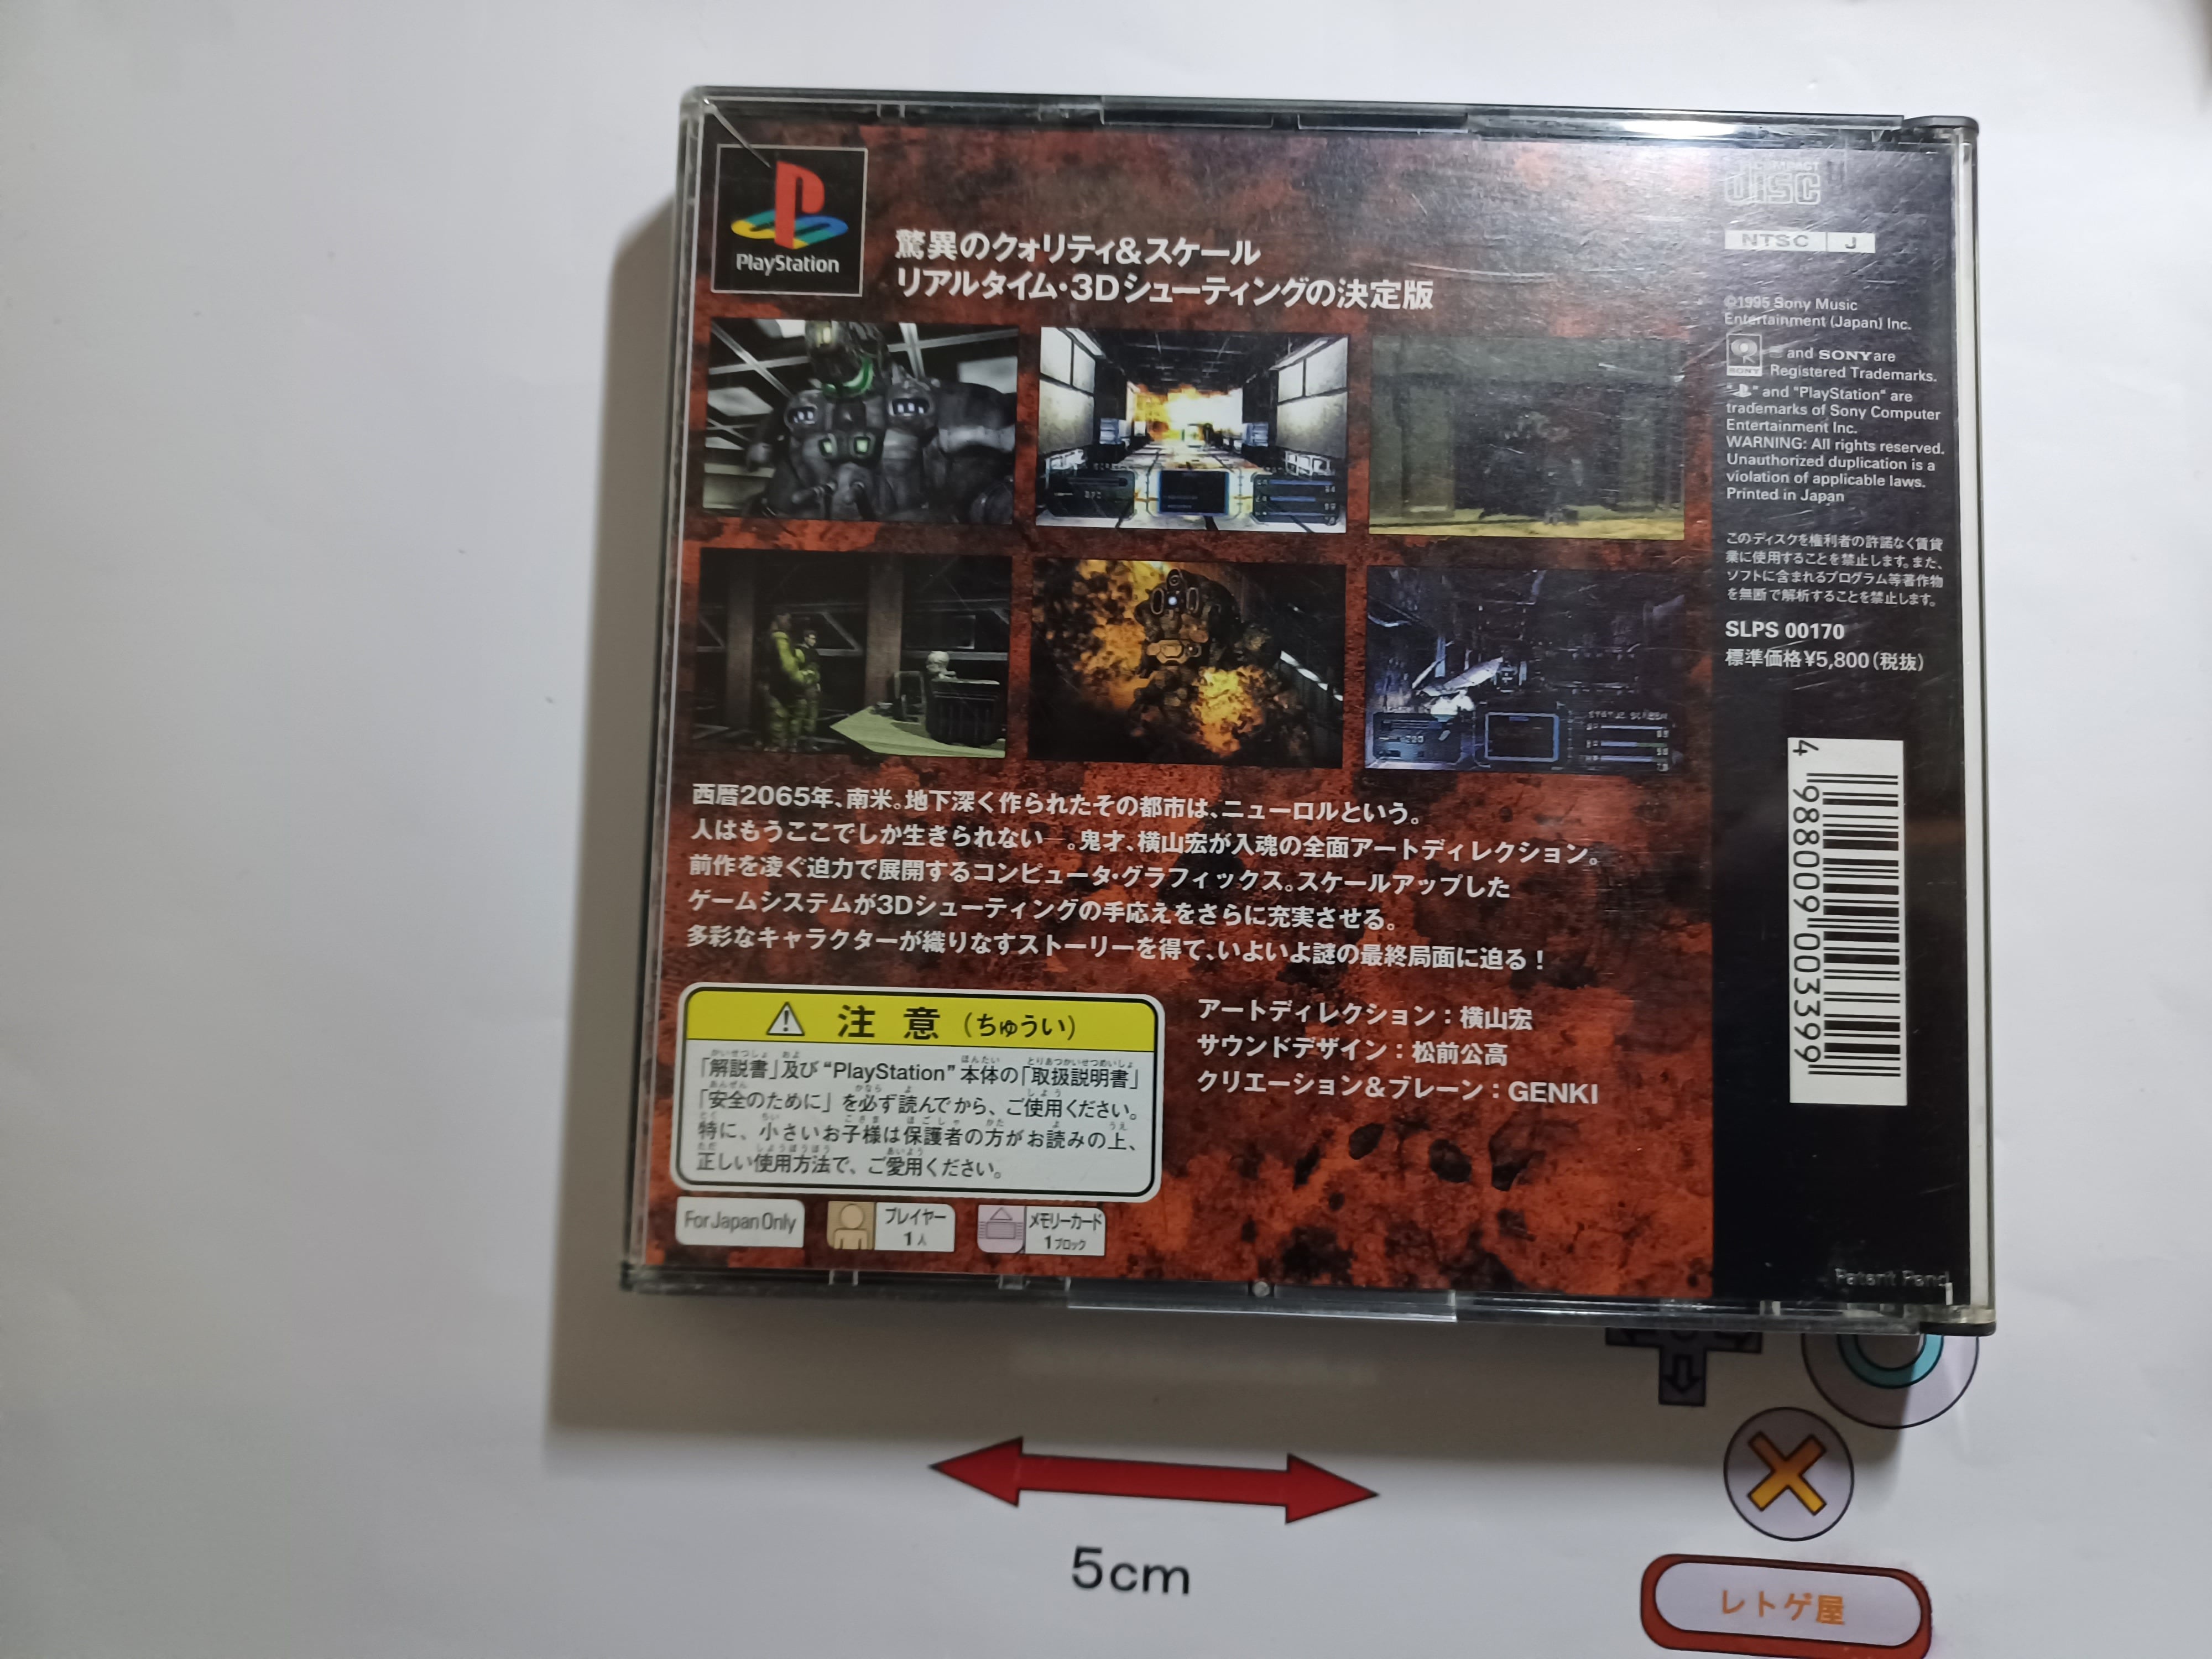 PlayStation
驚異のクォリティ&スケール
リアルタイム・3Dシューティングの決定版
西暦2065年、南米。地下深く作られたその都市は、ニューロルという。
人はもうここでしか生きられない―。鬼才、横山宏が入魂の全面アートディレクション。
前作を凌ぐ迫力で展開するコンピュータ・グラフィックス。スケールアップした
ゲームシステムが3Dシューティングの手応えをさらに充実させる。
多彩なキャラクターが織りなすストーリーを得て、いよいよ謎の最終局面に迫る！
注意（ちゅうい）
「解説書」及び“PlayStation”本体の「取扱説明書」
「安全のために」を必ず読んでから、ご使用ください。
特に、小さいお子様は保護者の方がお読みの上、
正しい使用方法で、ご愛用ください。
アートディレクション：横山宏
サウンドデザイン：松前公高
クリエーション&ブレーン：GENKI
For Japan Only
プレイヤー
1人
メモリーカード
1ブロック
COMPACT
disc
NTSC J
©1995 Sony Music
Entertainment (Japan) Inc.
SONY
and SONY are
Registered Trademarks.
" " and "PlayStation" are
trademarks of Sony Computer
Entertainment Inc.
WARNING: All rights reserved.
Unauthorized duplication is a
violation of applicable laws.
Printed in Japan
このディスクを権利者の許諾なく賃貸
業に使用することを禁止します。また、
ソフトに含まれるプログラム等著作物
を無断で解析することを禁止します。
SLPS 00170
標準価格¥5,800(税抜)
4 988009 003399
Patent Pend
5cm
レトゲ屋